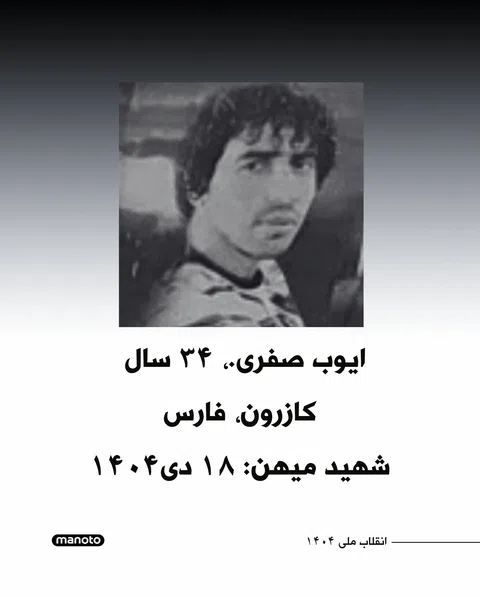 ایوب صفری.، ۳۴ سال
کازرون، فارس
شهید میهن: ۱۸ دی۱۴۰۴
انقلاب ملی ۱۴۰۴
manoto